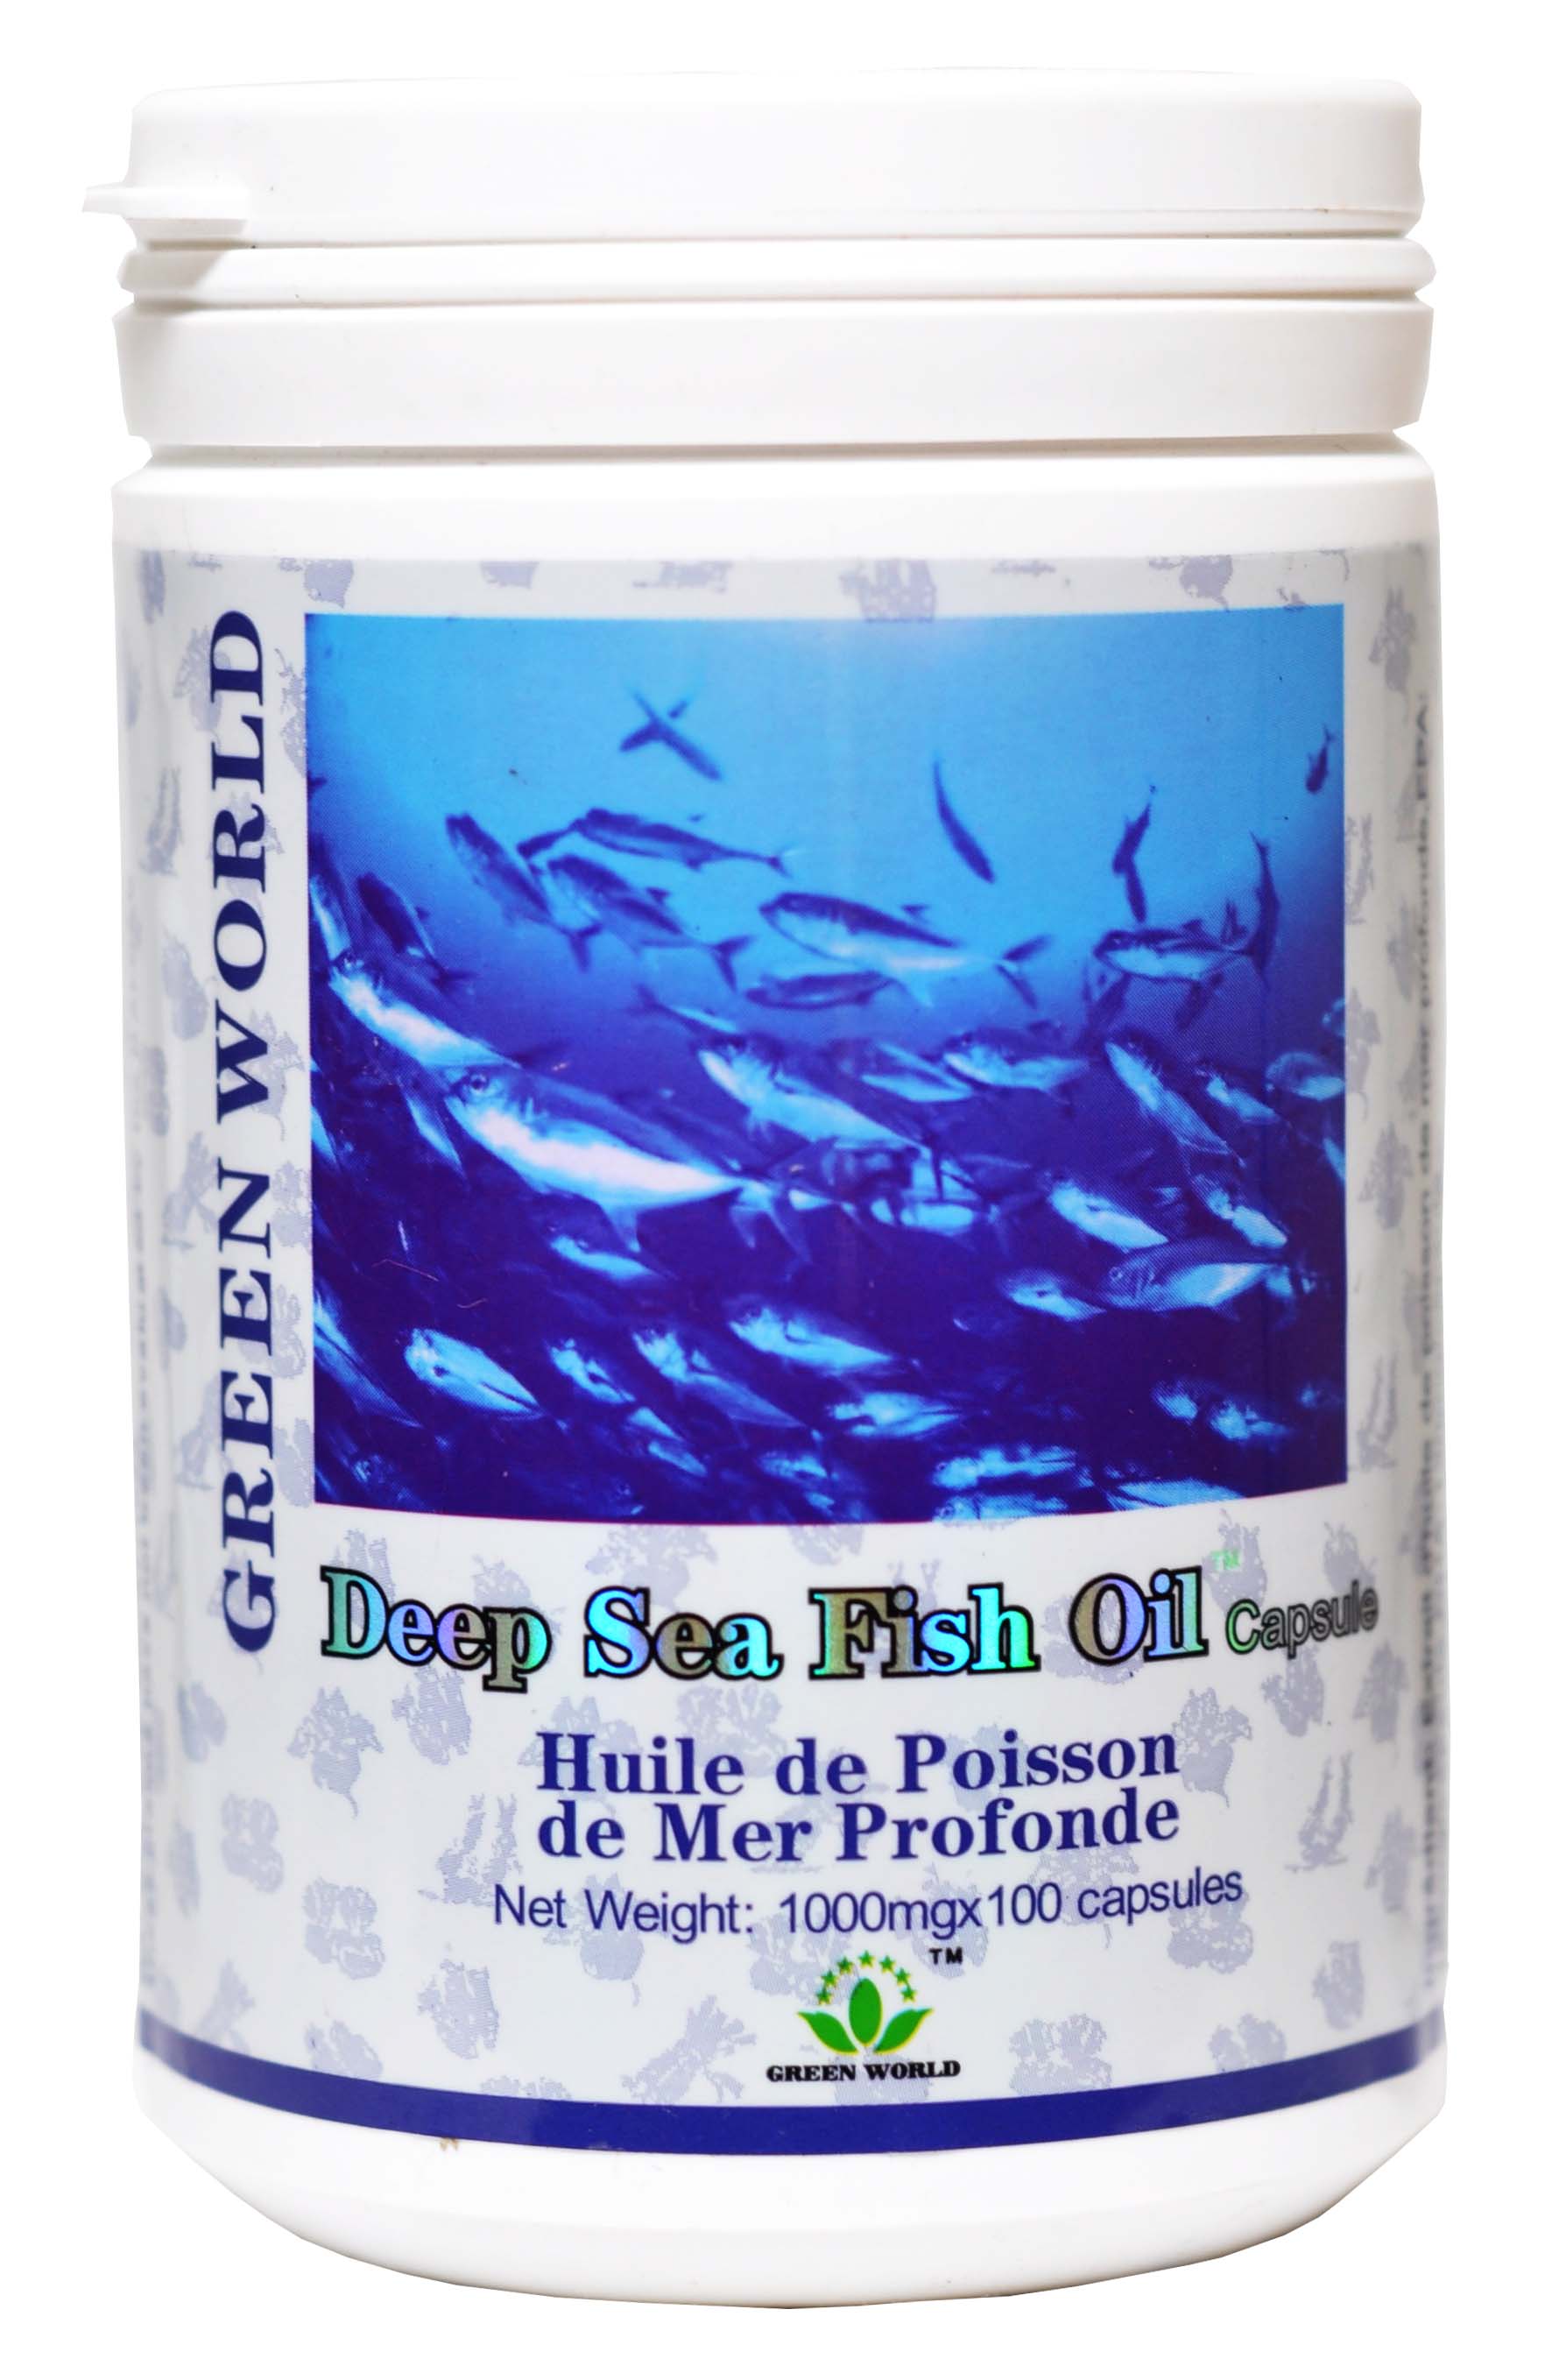 GREEN WORLD
Deep Sea Fish Oil™ Capsule
Huile de Poisson
de Mer Profonde
Net Weight: 1000mgx100 capsules
TM
GREEN WORLD